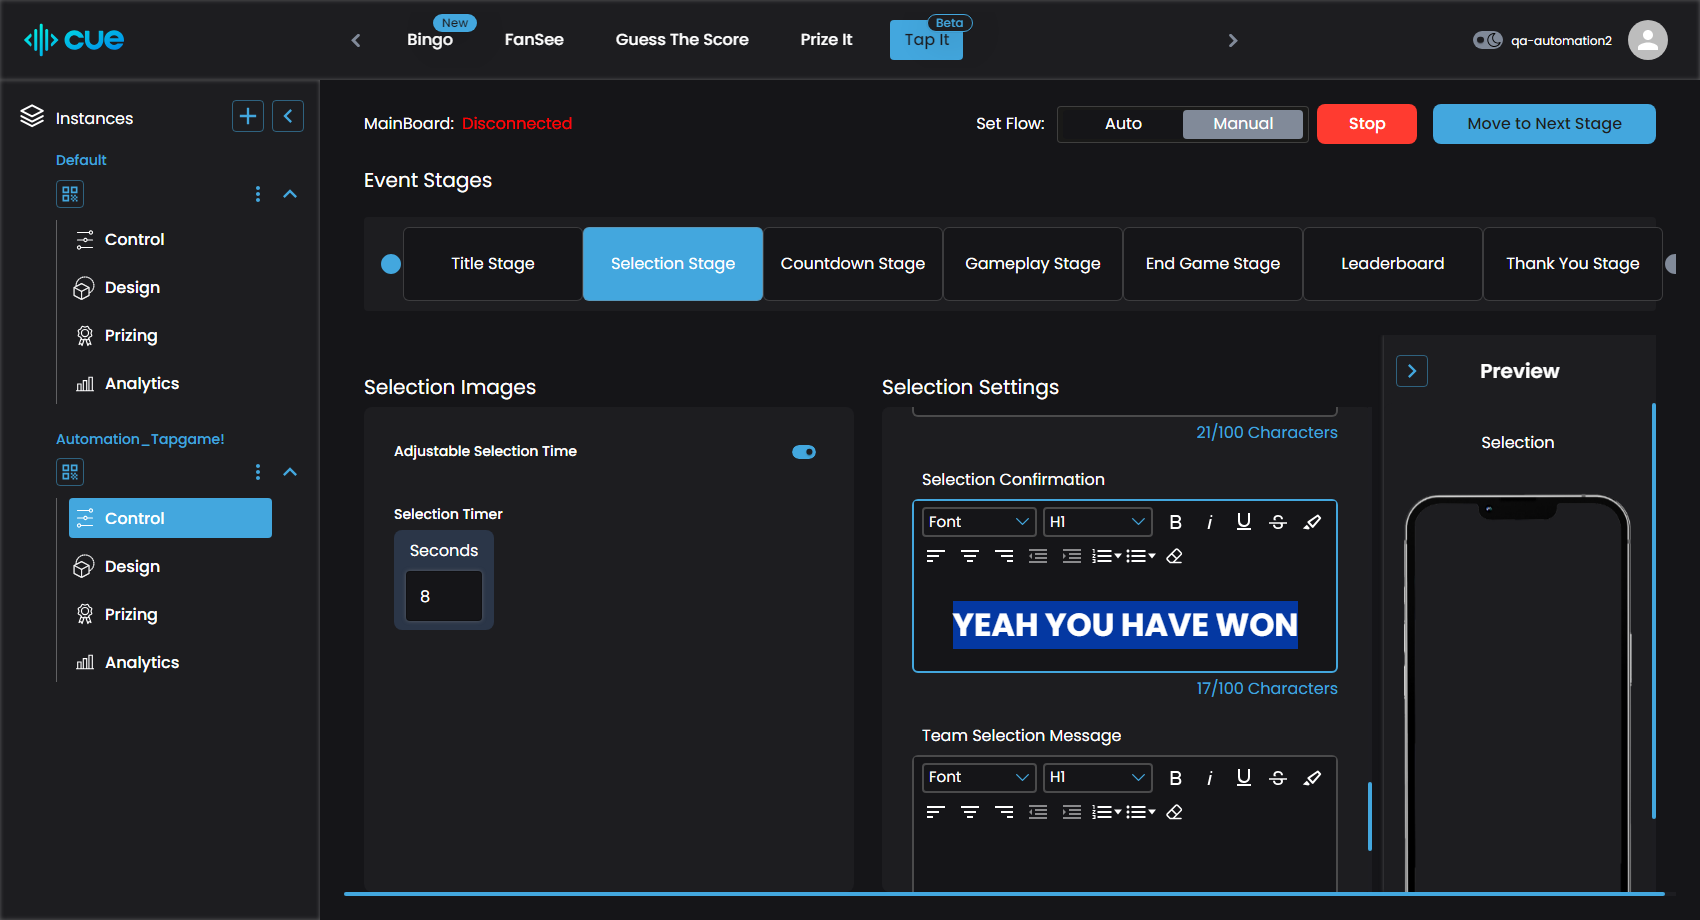 cue
Bingo
New
FanSee
Guess The Score
Prize It
Tap It
Beta
qa-automation2
Instances
Default
Control
Design
Prizing
Analytics
Automation_Tapgame!
Control
Design
Prizing
Analytics
MainBoard: Disconnected
Set Flow:
Auto
Manual
Stop
Move to Next Stage
Event Stages
Title Stage
Selection Stage
Countdown Stage
Gameplay Stage
End Game Stage
Leaderboard
Thank You Stage
Selection Images
Adjustable Selection Time
Selection Timer
Seconds
8
Selection Settings
21/100 Characters
Selection Confirmation
Font
H1
B
i
U
S
YEAH YOU HAVE WON
17/100 Characters
Team Selection Message
Font
H1
B
i
U
S
Preview
Selection